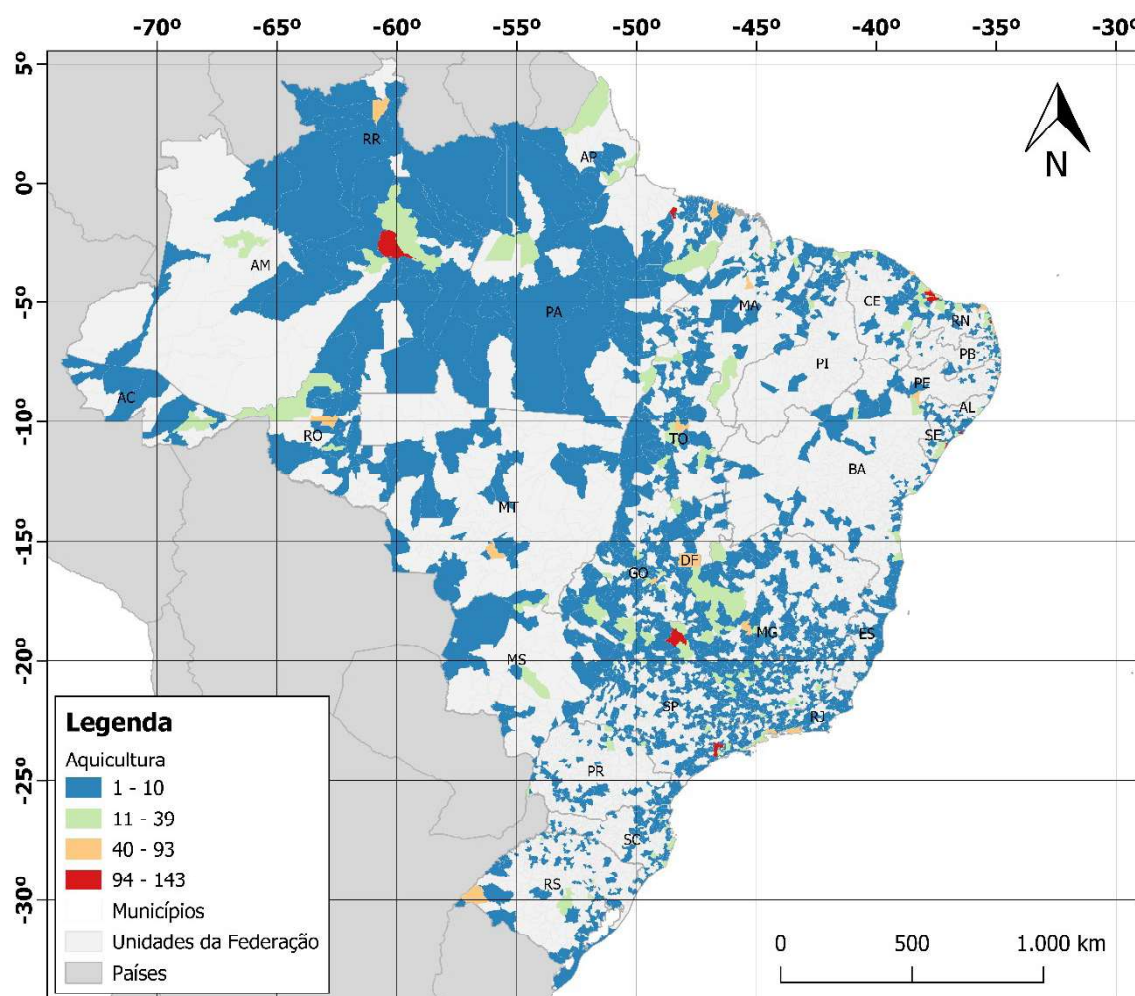 -70º -65º -60º -55º -50º -45º -40º -35º -30º
5º
0º
-5º
-10º
-15º
-20º
-25º
-30º
N
RR
AP
AM
PA
MA
CE
RN
PB
PI
PE
AC
AL
RO
TO
SE
BA
MT
DF
GO
MG
ES
MS
SP
RJ
PR
SC
RS
Legenda
Aquicultura
1 - 10
11 - 39
40 - 93
94 - 143
Municípios
Unidades da Federação
Países
0 500 1.000 km